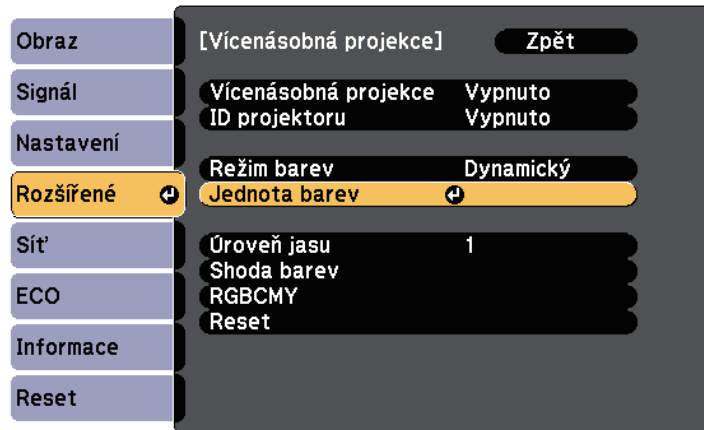 Obraz
Signál
Nastavení
Rozšířené
Síť
ECO
Informace
Reset
[Vícenásobná projekce] Zpět
Vícenásobná projekce Vypnuto
ID projektoru Vypnuto
Režim barev Dynamický
Jednota barev
Úroveň jasu 1
Shoda barev
RGBCMY
Reset